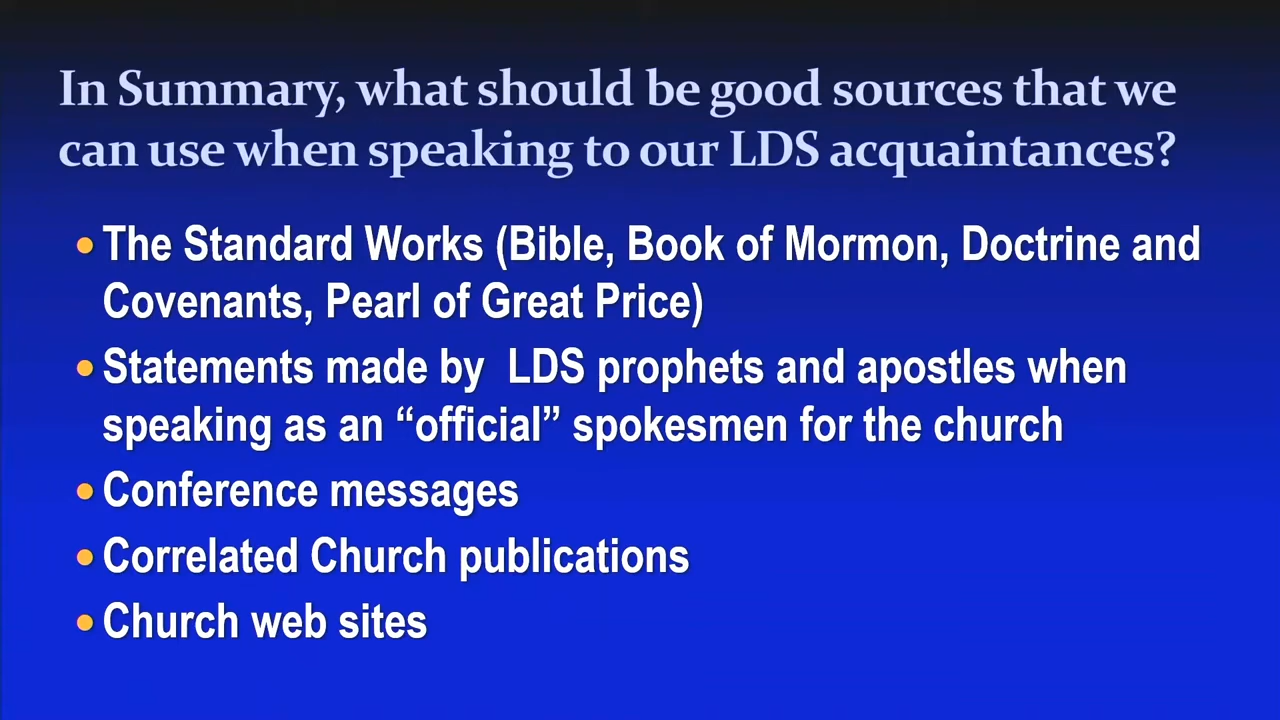 In Summary, what should be good sources that we
can use when speaking to our LDS acquaintances?
• The Standard Works (Bible, Book of Mormon, Doctrine and
Covenants, Pearl of Great Price)
• Statements made by  LDS prophets and apostles when
speaking as an “official” spokesmen for the church
• Conference messages
• Correlated Church publications
• Church web sites